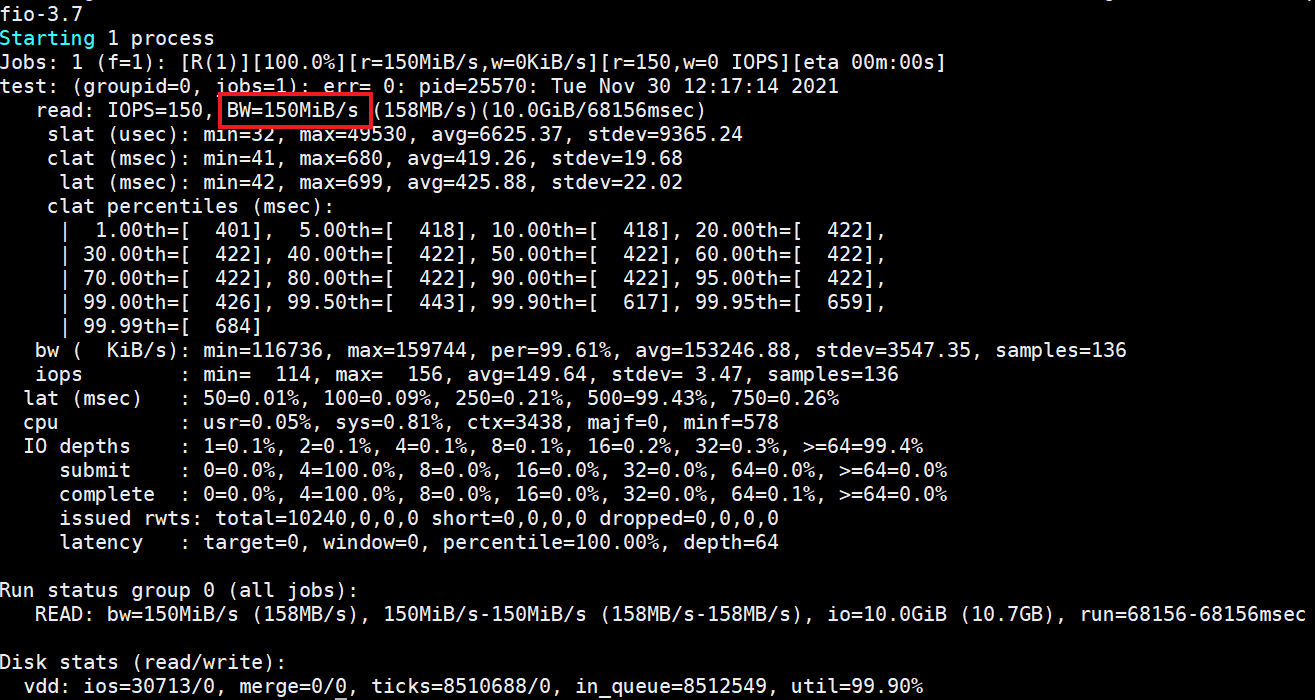 fio-3.7
Starting 1 process
Jobs: 1 (f=1): [R(1)][100.0%][r=150MiB/s,w=0KiB/s][r=150,w=0 IOPS][eta 00m:00s]
test: (groupid=0, jobs=1): err= 0: pid=25570: Tue Nov 30 12:17:14 2021
   read: IOPS=150, BW=150MiB/s (158MB/s)(10.0GiB/68156msec)
    slat (usec): min=32, max=49530, avg=6625.37, stdev=9365.24
    clat (msec): min=41, max=680, avg=419.26, stdev=19.68
     lat (msec): min=42, max=699, avg=425.88, stdev=22.02
    clat percentiles (msec):
     |  1.00th=[  401],  5.00th=[  418], 10.00th=[  418], 20.00th=[  422],
     | 30.00th=[  422], 40.00th=[  422], 50.00th=[  422], 60.00th=[  422],
     | 70.00th=[  422], 80.00th=[  422], 90.00th=[  422], 95.00th=[  422],
     | 99.00th=[  426], 99.50th=[  443], 99.90th=[  617], 99.95th=[  659],
     | 99.99th=[  684]
   bw (  KiB/s): min=116736, max=159744, per=99.61%, avg=153246.88, stdev=3547.35, samples=136
   iops        : min=  114, max=  156, avg=149.64, stdev= 3.47, samples=136
  lat (msec)   : 50=0.01%, 100=0.09%, 250=0.21%, 500=99.43%, 750=0.26%
  cpu          : usr=0.05%, sys=0.81%, ctx=3438, majf=0, minf=578
  IO depths    : 1=0.1%, 2=0.1%, 4=0.1%, 8=0.1%, 16=0.2%, 32=0.3%, >=64=99.4%
     submit    : 0=0.0%, 4=100.0%, 8=0.0%, 16=0.0%, 32=0.0%, 64=0.0%, >=64=0.0%
     complete  : 0=0.0%, 4=100.0%, 8=0.0%, 16=0.0%, 32=0.0%, 64=0.1%, >=64=0.0%
     issued rwts: total=10240,0,0,0 short=0,0,0,0 dropped=0,0,0,0
     latency   : target=0, window=0, percentile=100.00%, depth=64

Run status group 0 (all jobs):
   READ: bw=150MiB/s (158MB/s), 150MiB/s-150MiB/s (158MB/s-158MB/s), io=10.0GiB (10.7GB), run=68156-68156msec

Disk stats (read/write):
  vdd: ios=30713/0, merge=0/0, ticks=8510688/0, in_queue=8512549, util=99.90%